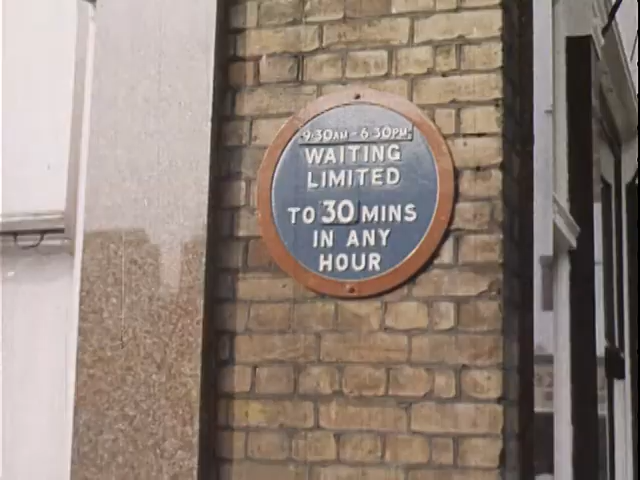 9·30AM - 6·30PM.
WAITING
LIMITED
TO 30 MINS
IN ANY
HOUR